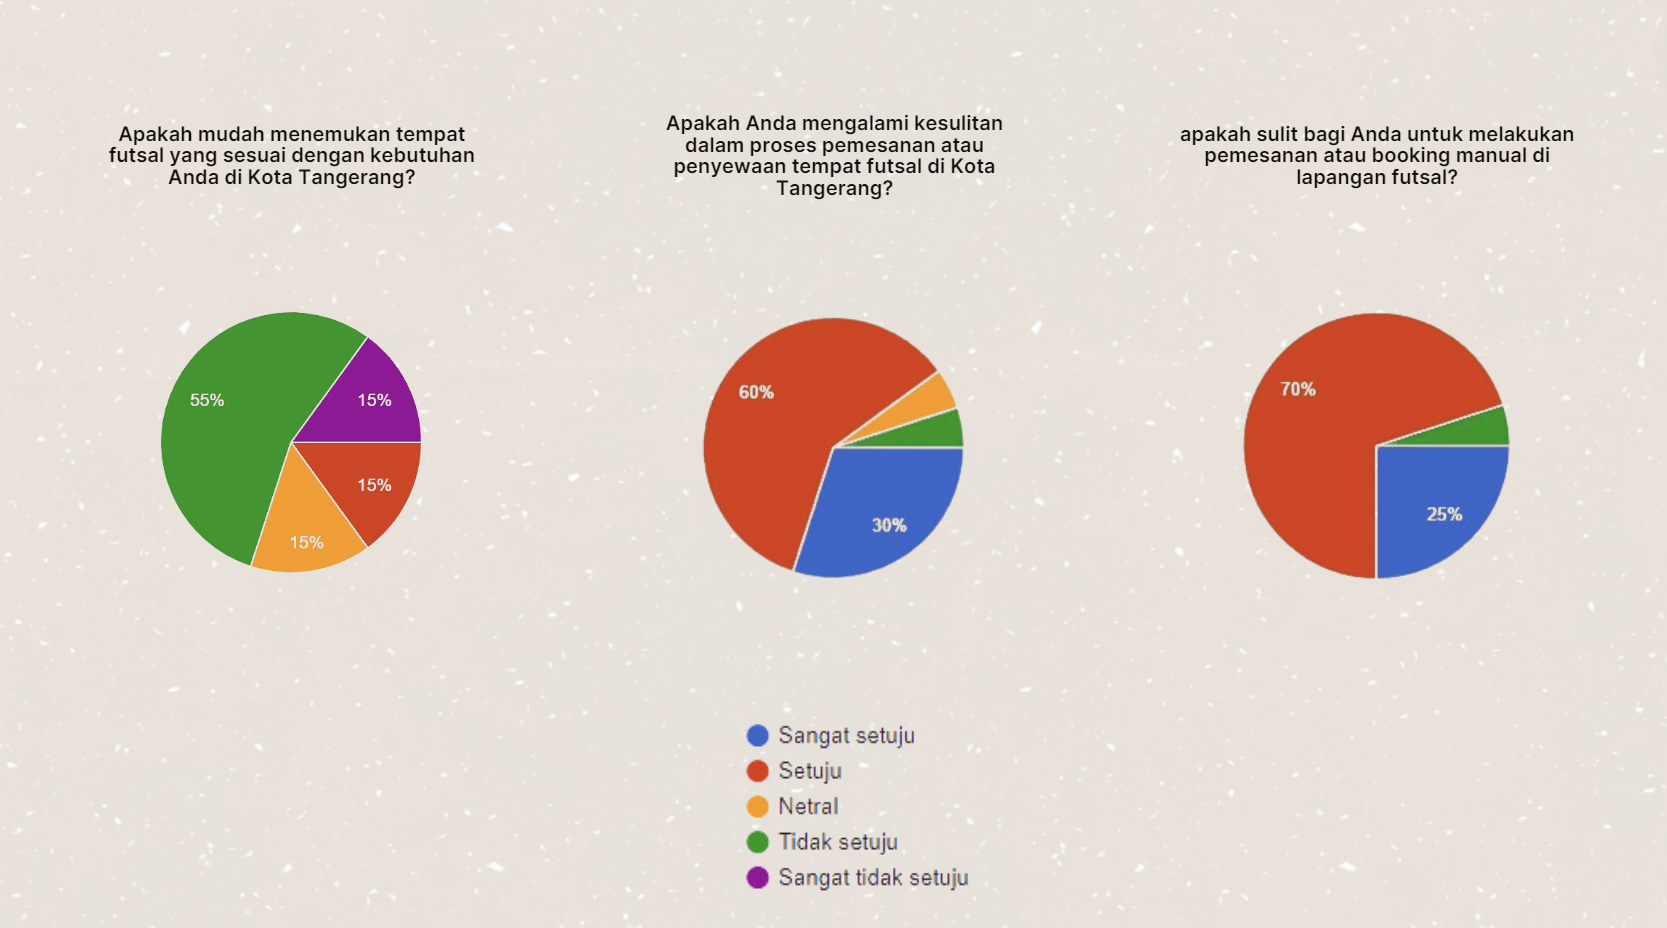 Apakah mudah menemukan tempat
futsal yang sesuai dengan kebutuhan
Anda di Kota Tangerang?
Apakah Anda mengalami kesulitan
dalam proses pemesanan atau
penyewaan tempat futsal di Kota
Tangerang?
apakah sulit bagi Anda untuk melakukan
pemesanan atau booking manual di
lapangan futsal?
55%
15%
15%
15%
60%
30%
70%
25%
Sangat setuju
Setuju
Netral
Tidak setuju
Sangat tidak setuju